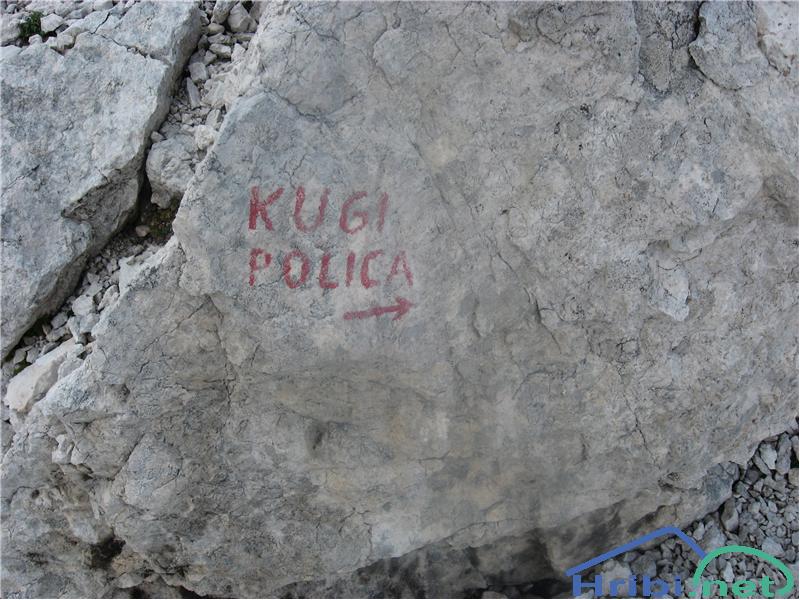 KUGI
POLICA
→
Hribi.net